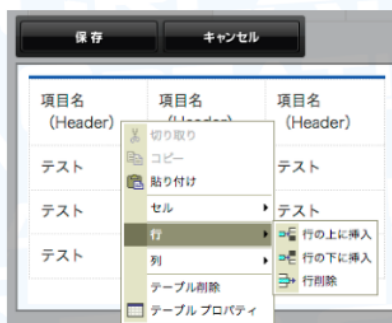 保存
キャンセル
項目名
（Header）
項目名
（Header）
項目名
（Header）
テスト
テスト
テスト
テスト
テスト
切り取り
コピー
貼り付け
セル
行
列
テーブル削除
テーブル プロパティ
行の上に挿入
行の下に挿入
行削除